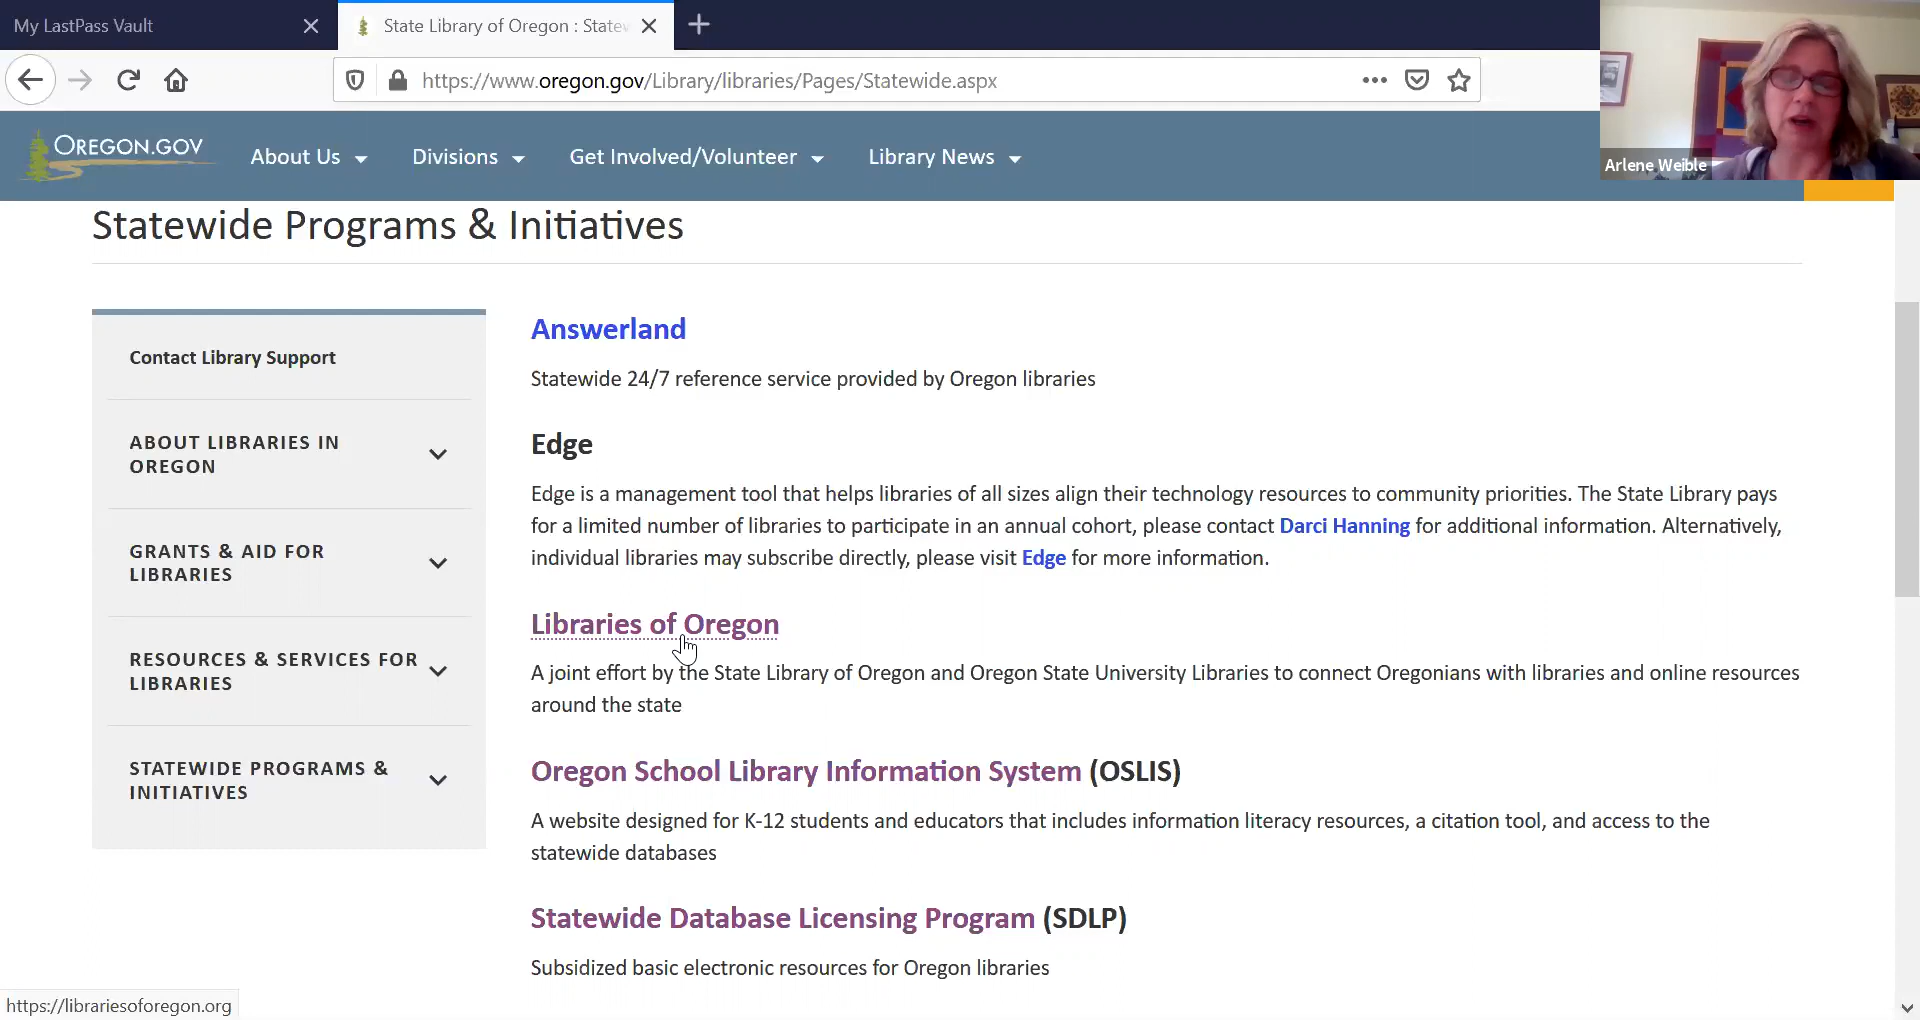 My LastPass Vault
State Library of Oregon : Statew
https://www.oregon.gov/Library/libraries/Pages/Statewide.aspx
Arlene Weible
OREGON.GOV
About Us
Divisions
Get Involved/Volunteer
Library News
Statewide Programs & Initiatives
Contact Library Support
ABOUT LIBRARIES IN
OREGON
GRANTS & AID FOR
LIBRARIES
RESOURCES & SERVICES FOR
LIBRARIES
STATEWIDE PROGRAMS &
INITIATIVES
Answerland
Statewide 24/7 reference service provided by Oregon libraries
Edge
Edge is a management tool that helps libraries of all sizes align their technology resources to community priorities. The State Library pays
for a limited number of libraries to participate in an annual cohort, please contact Darci Hanning for additional information. Alternatively,
individual libraries may subscribe directly, please visit Edge for more information.
Libraries of Oregon
A joint effort by the State Library of Oregon and Oregon State University Libraries to connect Oregonians with libraries and online resources
around the state
Oregon School Library Information System (OSLIS)
A website designed for K-12 students and educators that includes information literacy resources, a citation tool, and access to the
statewide databases
Statewide Database Licensing Program (SDLP)
Subsidized basic electronic resources for Oregon libraries
https://librariesoforegon.org